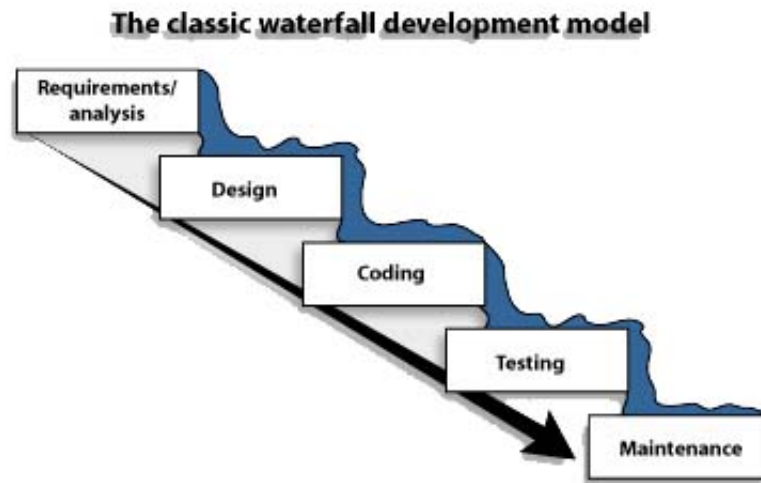 The classic waterfall development model
Requirements/
analysis
Design
Coding
Testing
Maintenance